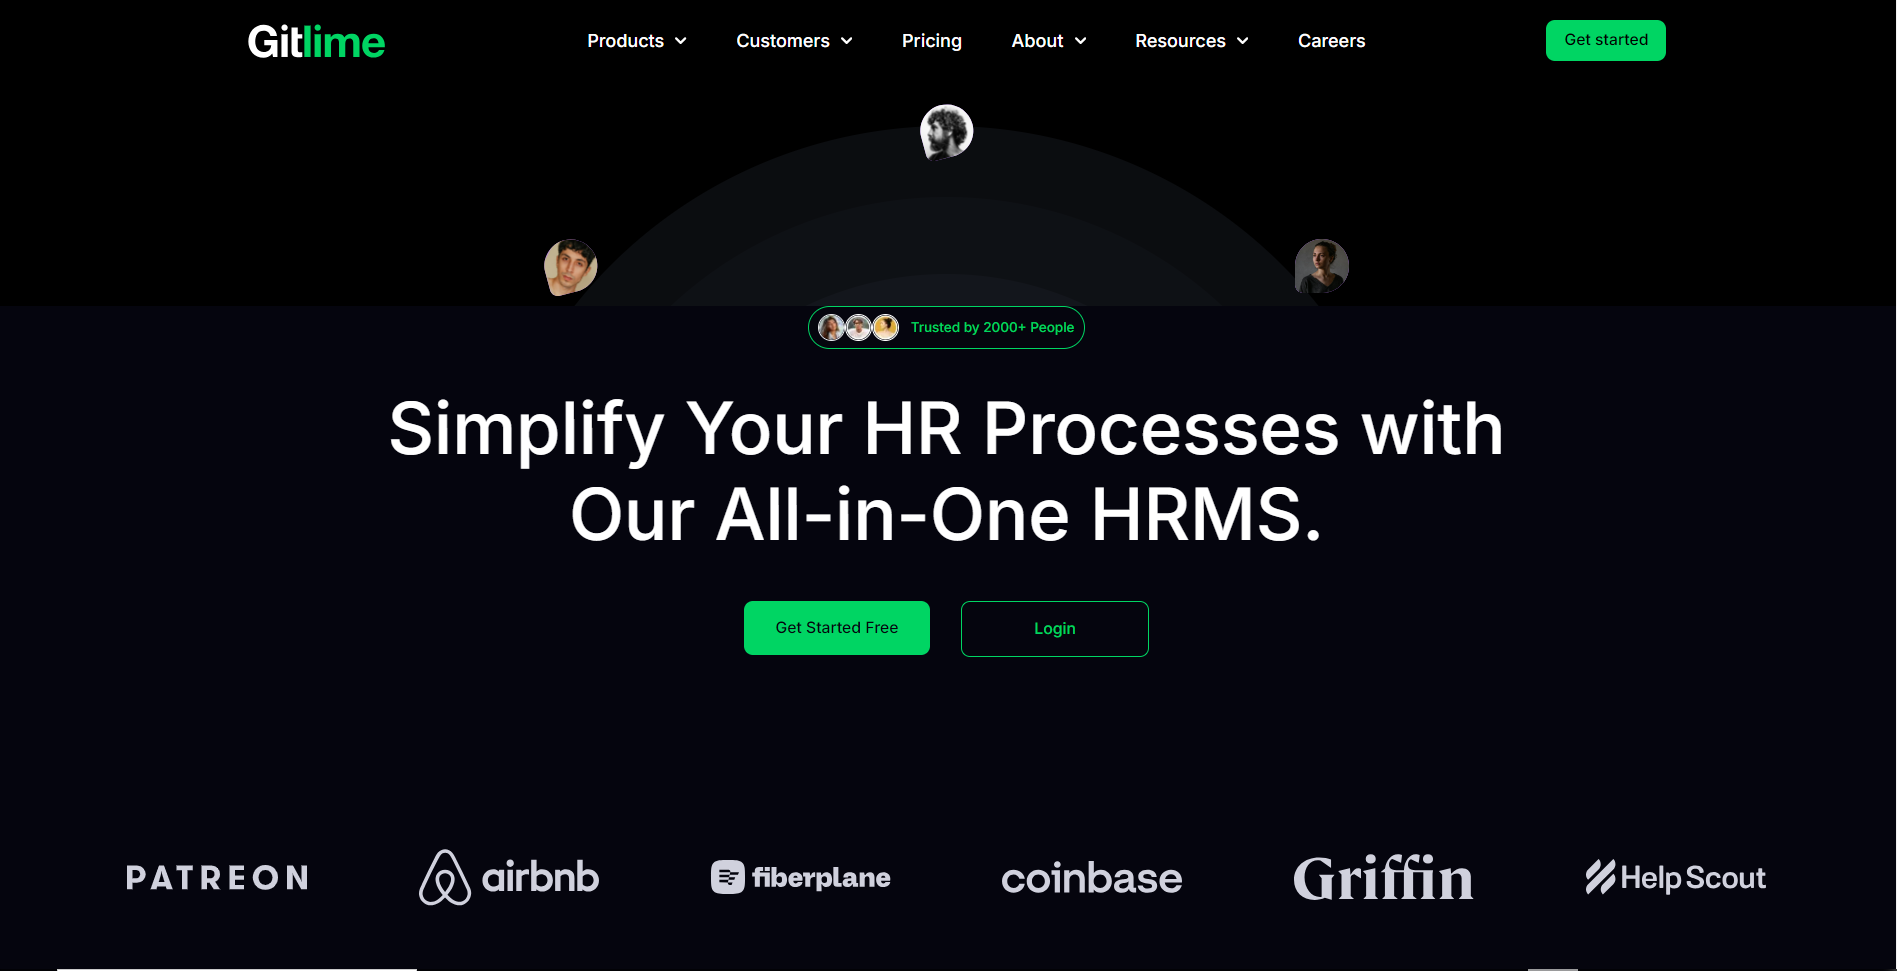 Gitlime
Products
Customers
Pricing
About
Resources
Careers
Get started
Trusted by 2000+ People
Simplify Your HR Processes with
Our All-in-One HRMS.
Get Started Free
Login
PATREON
airbnb
fiberplane
coinbase
Griffin
Help Scout